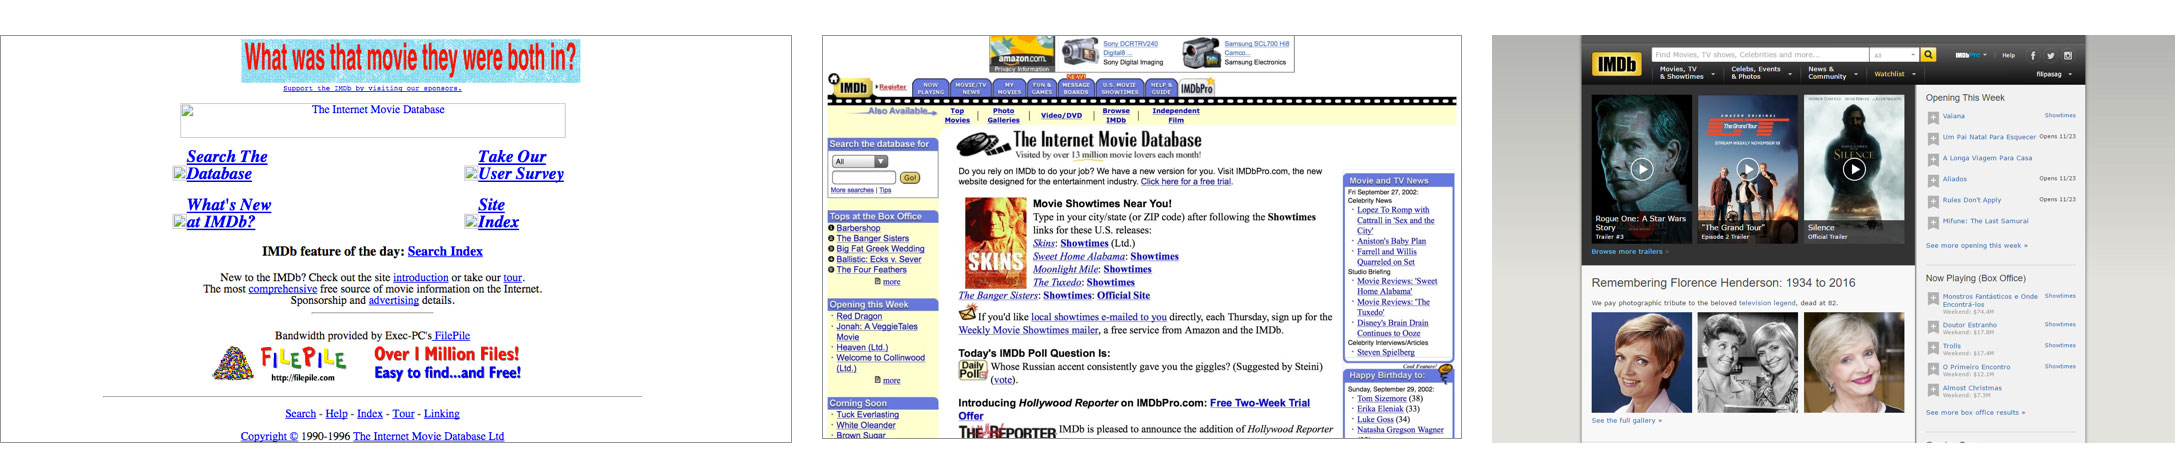 What was that movie they were both in?
Support the IMDb by visiting our sponsors.
The Internet Movie Database
Search The
Database
Take Our
User Survey
What's New
at IMDb?
Site
Index
IMDb feature of the day: Search Index
New to the IMDb? Check out the site introduction or take our tour.
The most comprehensive free source of movie information on the Internet.
Sponsorship and advertising details.
Bandwidth provided by Exec-PC's FilePile
FILEPILE
http://filepile.com
Over 1 Million Files!
Easy to find...and Free!
Search - Help - Index - Tour - Linking
Copyright © 1990-1996 The Internet Movie Database Ltd
amazon.com.
Privacy Information
Sony DCRTRV240
Digital8 ...
Sony Digital Imaging
Samsung SCL700 Hi8
Camco...
Samsung Electronics
IMDb
Register
NOW
PLAYING
MOVIE/TV
NEWS
MY
MOVIES
FUN &
GAMES
NEW!
MESSAGE
BOARDS
U.S. MOVIE
SHOWTIMES
HELP &
GUIDE
IMDbPro
Also Available
Top
Movies
Photo
Galleries
Video/DVD
Browse
IMDb
Independent
Film
Search the database for
All
Go!
More searches | Tips
Tops at the Box Office
1 Barbershop
2 The Banger Sisters
3 Big Fat Greek Wedding
4 Ballistic: Ecks v. Sever
5 The Four Feathers
more
Opening this Week
· Red Dragon
· Jonah: A VeggieTales
Movie
· Heaven (Ltd.)
· Welcome to Collinwood
(Ltd.)
more
Coming Soon
· Tuck Everlasting
· White Oleander
· Brown Sugar
The Internet Movie Database
Visited by over 13 million movie lovers each month!
Do you rely on IMDb to do your job? We have a new version for you. Visit IMDbPro.com, the new
website designed for the entertainment industry. Click here for a free trial.
SKINS
Movie Showtimes Near You!
Type in your city/state (or ZIP code) after following the Showtimes
links for these U.S. releases:
Skins: Showtimes (Ltd.)
Sweet Home Alabama: Showtimes
Moonlight Mile: Showtimes
The Tuxedo: Showtimes
The Banger Sisters: Showtimes: Official Site
If you'd like local showtimes e-mailed to you directly, each Thursday, sign up for the
Weekly Movie Showtimes mailer, a free service from Amazon and the IMDb.
Today's IMDb Poll Question Is:
Daily
Poll
Whose Russian accent consistently gave you the giggles? (Suggested by Steini)
(vote).
Introducing Hollywood Reporter on IMDbPro.com: Free Two-Week Trial
Offer
THE REPORTER
IMDb is pleased to announce the addition of Hollywood Reporter
Movie and TV News
Fri September 27, 2002:
Celebrity News
· Lopez To Romp with
Cattrall in 'Sex and the
City'
· Aniston's Baby Plan
· Farrell and Willis
Quarreled on Set
Studio Briefing
· Movie Reviews: 'Sweet
Home Alabama'
· Movie Reviews: 'The
Tuxedo'
· Disney's Brain Drain
Continues to Ooze
Celebrity Interviews/Articles
· Steven Spielberg
Cool Feature!
Happy Birthday to:
Sunday, September 29, 2002:
· Tom Sizemore (38)
· Erika Eleniak (33)
· Luke Goss (34)
· Natasha Gregson Wagner
IMDb
Find Movies, TV shows, Celebrities and more...
All
IMDbPro
Help
Movies, TV
& Showtimes
Celebs, Events
& Photos
News &
Community
Watchlist
filipasag
Rogue One: A Star Wars
Story
Trailer #3
AMAZON ORIGINAL
The Grand Tour
STREAM WEEKLY NOVEMBER 18
"The Grand Tour"
Episode 2 Trailer
SILENCE
Silence
Official Trailer
Browse more trailers »
Remembering Florence Henderson: 1934 to 2016
We pay photographic tribute to the beloved television legend, dead at 82.
See the full gallery »
Opening This Week
Vaiana Showtimes
Um Pai Natal Para Esquecer Opens 11/23
A Longa Viagem Para Casa
Aliados Opens 11/23
Rules Don't Apply Opens 11/23
Mifune: The Last Samurai
See more opening this week »
Now Playing (Box Office)
Monstros Fantásticos e Onde Showtimes
Encontrá-los
Weekend: $74.4M
Doutor Estranho Showtimes
Weekend: $17.8M
Trolls Showtimes
Weekend: $17.4M
O Primeiro Encontro Showtimes
Weekend: $12.1M
Almost Christmas
Weekend: $7.3M
See more box office results »